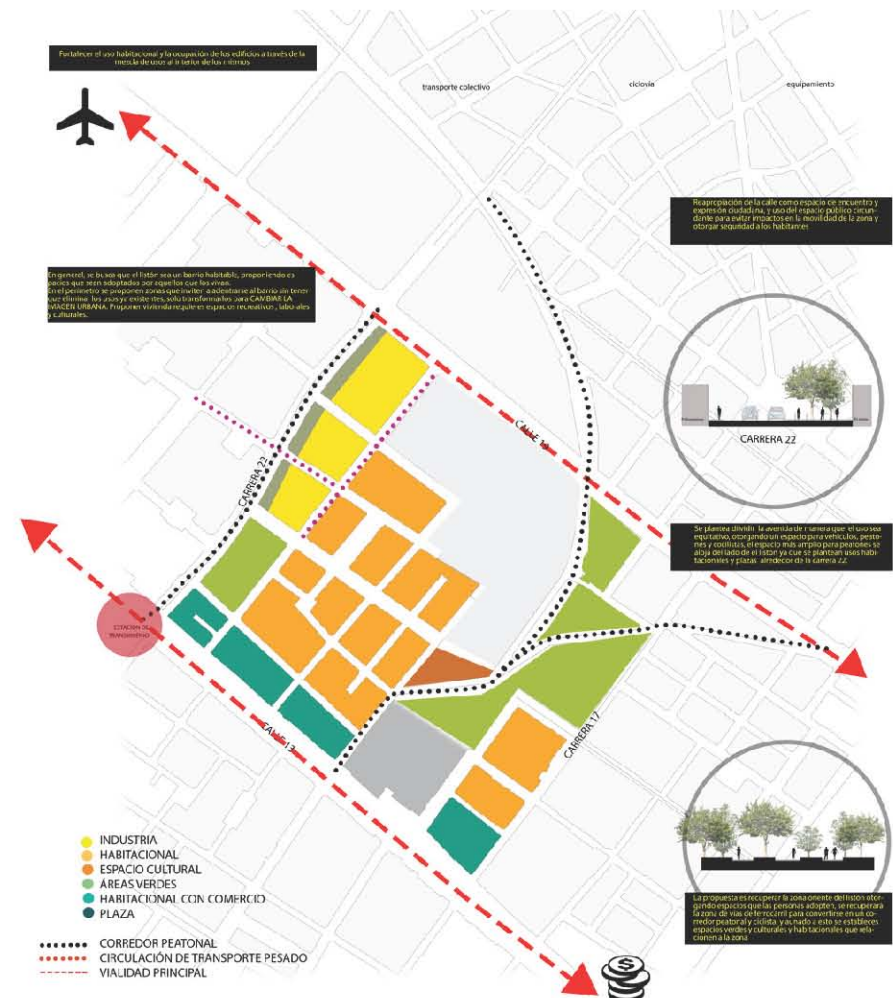 Fortalecer el uso habitacional y la ocupación de los edificios a través de la
mezcla de usos al interior de los mismos
transporte colectivo
ciclovía
equipamiento
Reapropiación de la calle como espacio de encuentro y
expresión ciudadana, y uso del espacio público circun-
dante para evitar impactos en la movilidad de la zona y
otorgar seguridad a los habitantes
En general, se busca que el listón sea un barrio habitable, proponiendo es-
pacios que sean adoptados por aquellos que los vivan.
En el perímetro se proponen zonas que inviten a adentrarse al barrio sin tener
que eliminar los usos ya existentes, solo transformarlos para CAMBIAR LA
IMAGEN URBANA. Proponer vivienda requiere espacios recreativos, laborales
y culturales.
CARRERA 22
CALLE
CARRERA 22
Se plantea dividir la avenida de manera que el uso sea
equitativo, otorgando un espacio para vehículos, peato-
nes y ciclistas, el espacio más amplio para peatones se
aloja del lado de el listón ya que se plantean usos habi-
tacionales y plazas alrededor de la carrera 22.
ESTACIÓN DE
TRANSMILENIO
CALLE 13
CARRERA 17
INDUSTRIA
HABITACIONAL
ESPACIO CULTURAL
ÁREAS VERDES
HABITACIONAL CON COMERCIO
PLAZA
CORREDOR PEATONAL
CIRCULACIÓN DE TRANSPORTE PESADO
VIALIDAD PRINCIPAL
La propuesta es recuperar la zona oriente del listón otor-
gando espacios que las personas adopten, se recuperará
la zona de vías de ferrocarril para convertirse en un co-
rredor peatonal y ciclista, y aunado a esto se establecen
espacios verdes y culturales y habitacionales que rela-
cionen a la zona
$